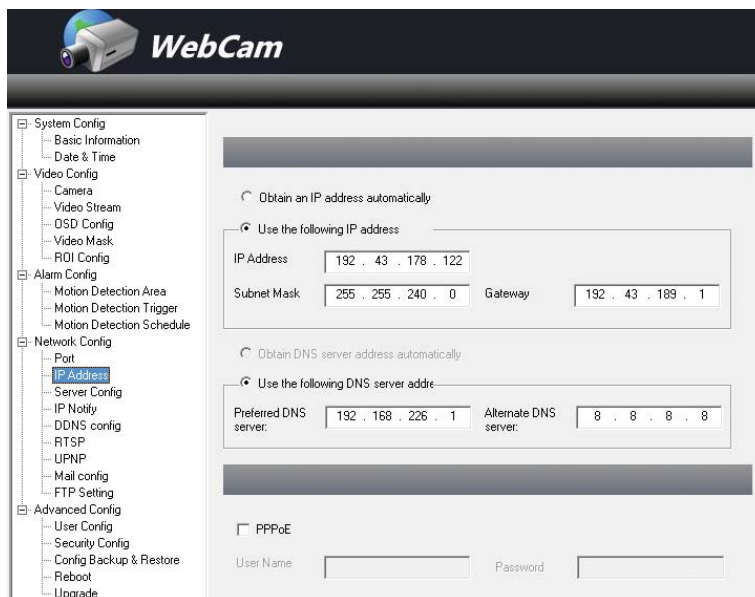 WebCam
System Config
Basic Information
Date & Time
Video Config
Camera
Video Stream
OSD Config
Video Mask
ROI Config
Alarm Config
Motion Detection Area
Motion Detection Trigger
Motion Detection Schedule
Network Config
Port
IP Address
Server Config
IP Notify
DDNS config
RTSP
UPNP
Mail config
FTP Setting
Advanced Config
User Config
Security Config
Config Backup & Restore
Reboot
Upgrade
Obtain an IP address automatically
Use the following IP address
IP Address 192 . 43 . 178 . 122
Subnet Mask 255 . 255 . 240 . 0 Gateway 192 . 43 . 189 . 1
Obtain DNS server address automatically
Use the following DNS server addre
Preferred DNS server: 192 . 168 . 226 . 1 Alternate DNS server: 8 . 8 . 8 . 8
PPPoE
User Name Password